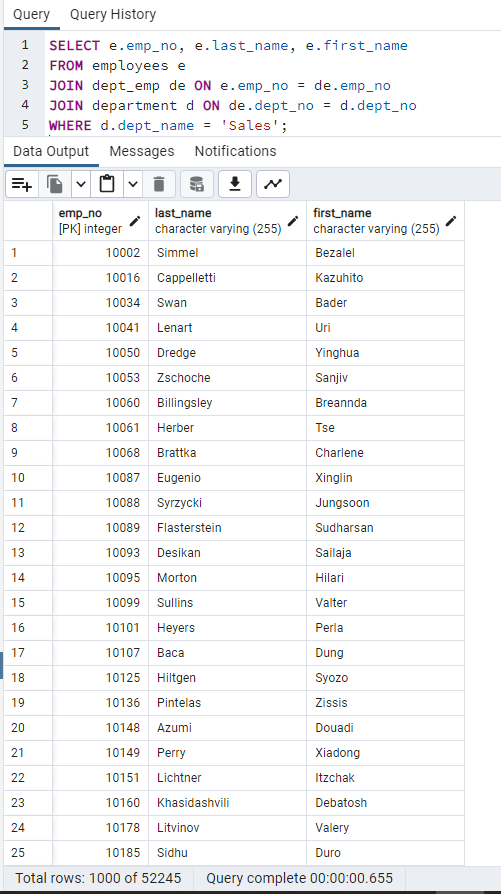 Query Query History
1 SELECT e.emp_no, e.last_name, e.first_name
2 FROM employees e
3 JOIN dept_emp de ON e.emp_no = de.emp_no
4 JOIN department d ON de.dept_no = d.dept_no
5 WHERE d.dept_name = 'Sales';
Data Output Messages Notifications
emp_no last_name first_name
[PK] integer character varying (255) character varying (255)
1 10002 Simmel Bezalel
2 10016 Cappelletti Kazuhito
3 10034 Swan Bader
4 10041 Lenart Uri
5 10050 Dredge Yinghua
6 10053 Zschoche Sanjiv
7 10060 Billingsley Breannda
8 10061 Herber Tse
9 10068 Brattka Charlene
10 10087 Eugenio Xinglin
11 10088 Syrzycki Jungsoon
12 10089 Flasterstein Sudharsan
13 10093 Desikan Sailaja
14 10095 Morton Hilari
15 10099 Sullins Valter
16 10101 Heyers Perla
17 10107 Baca Dung
18 10125 Hiltgen Syozo
19 10136 Pintelas Zissis
20 10148 Azumi Douadi
21 10149 Perry Xiadong
22 10151 Lichtner Itzchak
23 10160 Khasidashvili Debatosh
24 10178 Litvinov Valery
25 10185 Sidhu Duro
Total rows: 1000 of 52245 Query complete 00:00:00.655